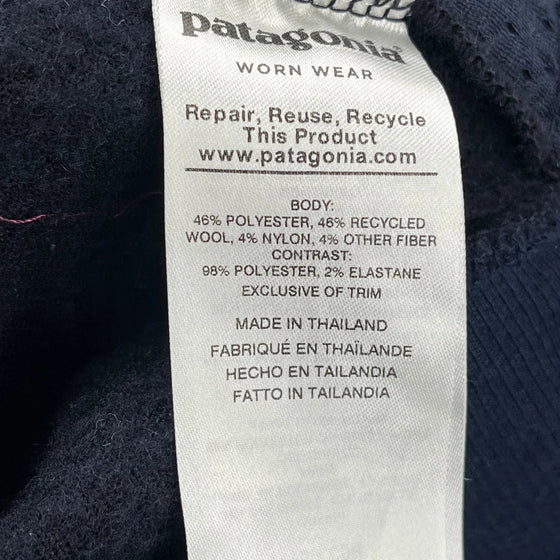 patagonia®
WORN WEAR
Repair, Reuse, Recycle
This Product
www.patagonia.com
BODY:
46% POLYESTER, 46% RECYCLED
WOOL, 4% NYLON, 4% OTHER FIBER
CONTRAST:
98% POLYESTER, 2% ELASTANE
EXCLUSIVE OF TRIM
MADE IN THAILAND
FABRIQUÉ EN THAÏLANDE
HECHO EN TAILANDIA
FATTO IN TAILANDIA